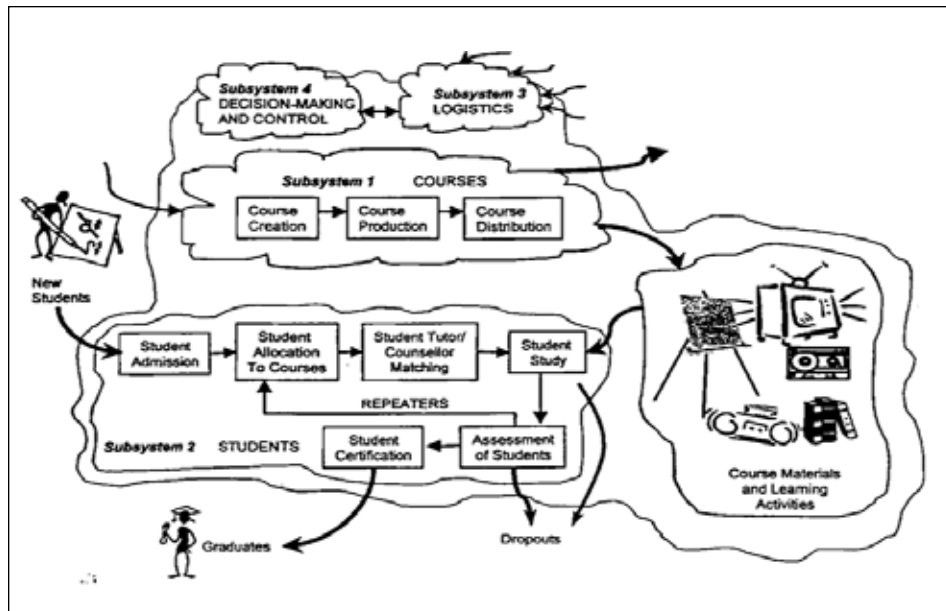 Subsystem 4
DECISION-MAKING
AND CONTROL
Subsystem 3
LOGISTICS
Subsystem 1 COURSES
Course
Creation
Course
Production
Course
Distribution
New
Students
Student
Admission
Student
Allocation
To Courses
Student Tutor/
Counsellor
Matching
Student
Study
REPEATERS
Subsystem 2 STUDENTS
Student
Certification
Assessment
of Students
Course Materials
and Learning
Activities
Graduates
Dropouts